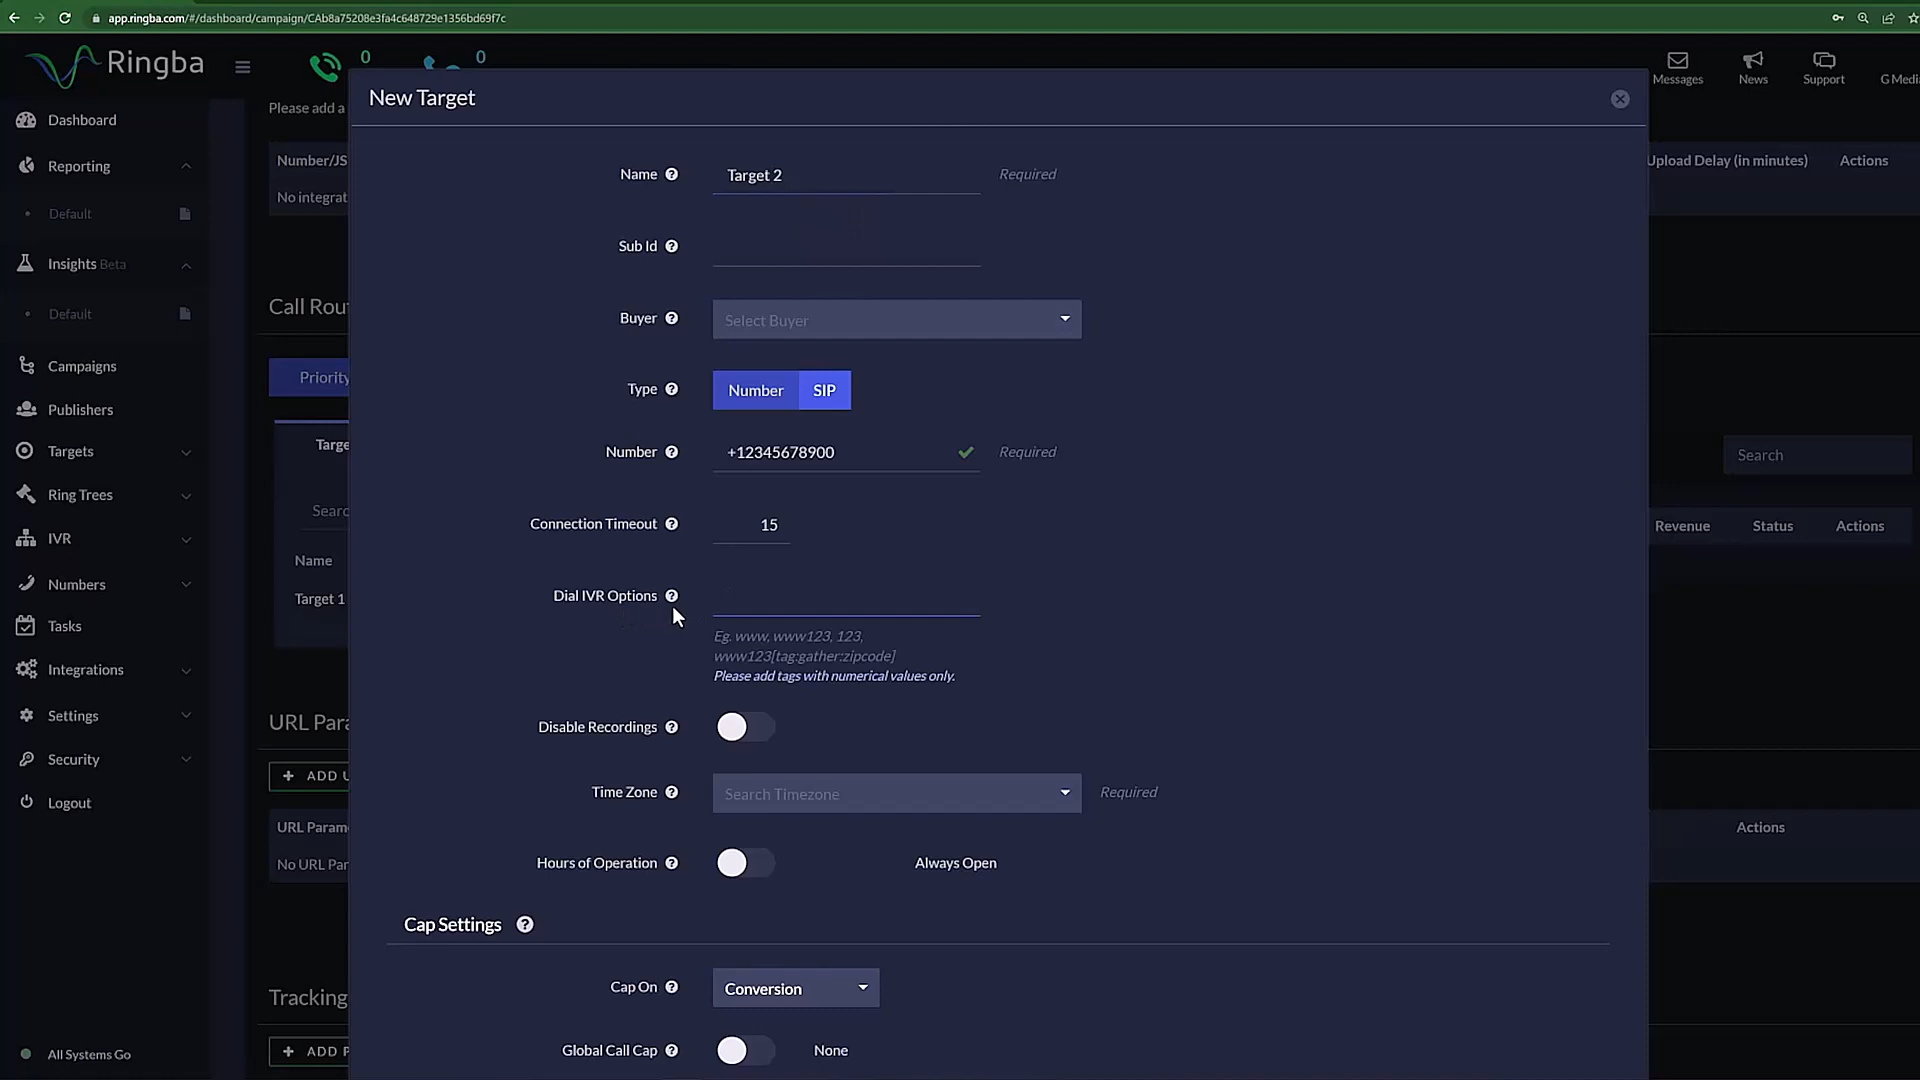 app.ringba.com/#/dashboard/campaign/CAb8a75208e3fa4c648729e1356bd69f7c
Ringba
0
0
Messages
News
Support
G Media
Dashboard
Reporting
Default
Insights Beta
Default
Campaigns
Publishers
Targets
Ring Trees
IVR
Numbers
Tasks
Integrations
Settings
Security
Logout
All Systems Go
Please add a
Number/JS
No integrat
Call Rou
Priority
Targe
Searc
Name
Target 1
URL Para
+ ADD U
URL Parame
No URL Par
Tracking
+ ADD P
New Target
Name
Target 2
Required
Sub Id
Buyer
Select Buyer
Type
Number
SIP
Number
+12345678900
Required
Connection Timeout
15
Dial IVR Options
Eg. www, www123, 123,
www123[tag:gather:zipcode]
Please add tags with numerical values only.
Disable Recordings
Time Zone
Search Timezone
Required
Hours of Operation
Always Open
Cap Settings
Cap On
Conversion
Global Call Cap
None
Upload Delay (in minutes)
Actions
Search
Revenue
Status
Actions
Actions